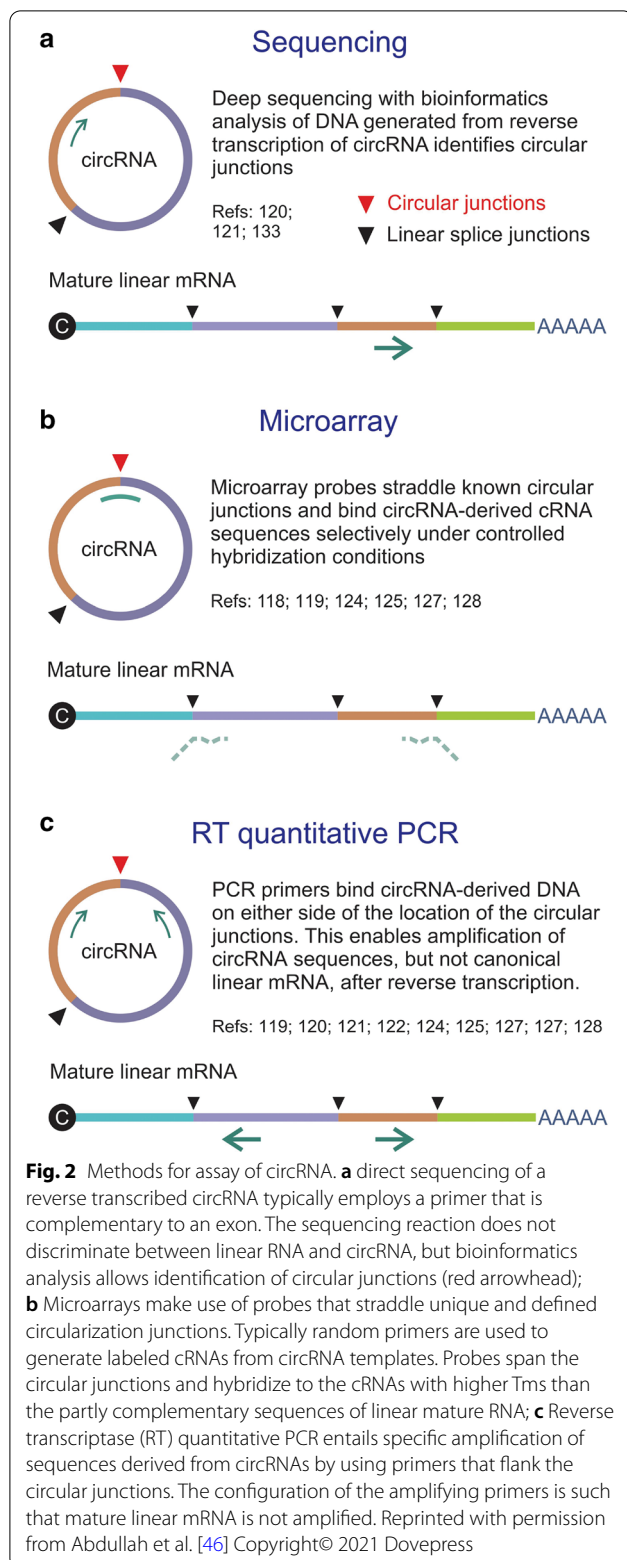 a
Sequencing
circRNA
Deep sequencing with bioinformatics
analysis of DNA generated from reverse
transcription of circRNA identifies circular
junctions
Refs: 120;
121; 133
Circular junctions
Linear splice junctions
Mature linear mRNA
C
AAAAA
b
Microarray
circRNA
Microarray probes straddle known circular
junctions and bind circRNA-derived cRNA
sequences selectively under controlled
hybridization conditions
Refs: 118; 119; 124; 125; 127; 128
Mature linear mRNA
C
AAAAA
c
RT quantitative PCR
circRNA
PCR primers bind circRNA-derived DNA
on either side of the location of the circular
junctions. This enables amplification of
circRNA sequences, but not canonical
linear mRNA, after reverse transcription.
Refs: 119; 120; 121; 122; 124; 125; 127; 127; 128
Mature linear mRNA
C
AAAAA
Fig. 2 Methods for assay of circRNA. a direct sequencing of a
reverse transcribed circRNA typically employs a primer that is
complementary to an exon. The sequencing reaction does not
discriminate between linear RNA and circRNA, but bioinformatics
analysis allows identification of circular junctions (red arrowhead);
b Microarrays make use of probes that straddle unique and defined
circularization junctions. Typically random primers are used to
generate labeled cRNAs from circRNA templates. Probes span the
circular junctions and hybridize to the cRNAs with higher Tms than
the partly complementary sequences of linear mature RNA; c Reverse
transcriptase (RT) quantitative PCR entails specific amplification of
sequences derived from circRNAs by using primers that flank the
circular junctions. The configuration of the amplifying primers is such
that mature linear mRNA is not amplified. Reprinted with permission
from Abdullah et al. [46] Copyright© 2021 Dovepress